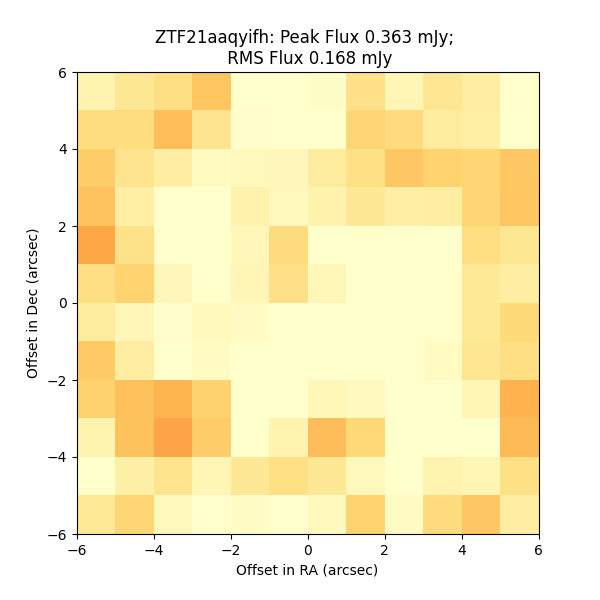 ZTF21aaqyifh: Peak Flux 0.363 mJy;
RMS Flux 0.168 mJy
6
4
2
0
−2
−4
−6
Offset in Dec (arcsec)
−6 −4 −2 0 2 4 6
Offset in RA (arcsec)